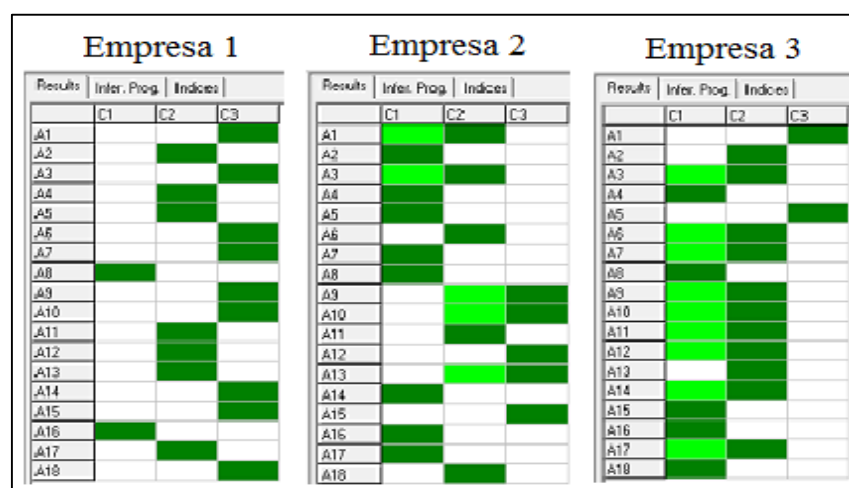 Empresa 1
Results Inter. Prog. Indices
C1 C2 C3
A1
A2
A3
A4
A5
A6
A7
A8
A9
A10
A11
A12
A13
A14
A15
A16
A17
A18
Empresa 2
Results Inter. Prog. Indices
C1 C2 C3
A1
A2
A3
A4
A5
A6
A7
A8
A9
A10
A11
A12
A13
A14
A15
A16
A17
A18
Empresa 3
Results Inter. Prog. Indices
C1 C2 C3
A1
A2
A3
A4
A5
A6
A7
A8
A9
A10
A11
A12
A13
A14
A15
A16
A17
A18